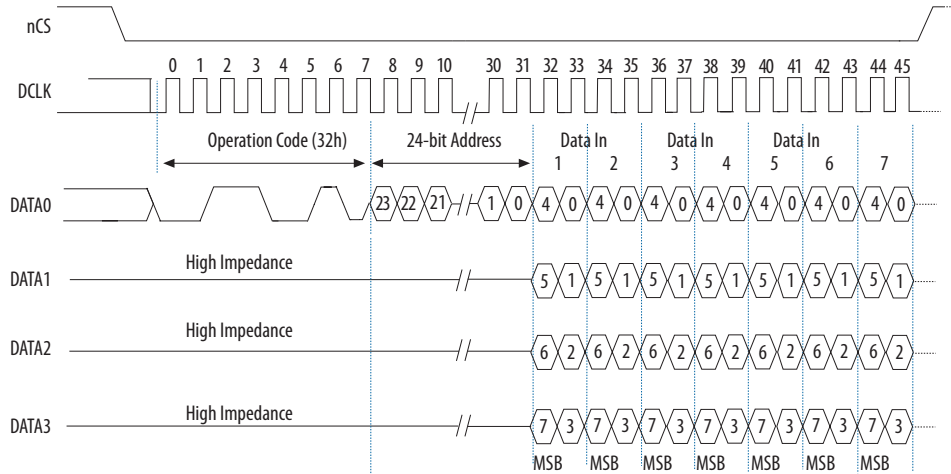 nCS
0 1 2 3 4 5 6 7 8 9 10 30 31 32 33 34 35 36 37 38 39 40 41 42 43 44 45
DCLK
Operation Code (32h) 24-bit Address Data In Data In Data In
1 2 3 4 5 6 7
DATA0 23 22 21 1 0 4 0 4 0 4 0 4 0 4 0 4 0 4 0
High Impedance
DATA1 5 1 5 1 5 1 5 1 5 1 5 1 5 1
High Impedance
DATA2 6 2 6 2 6 2 6 2 6 2 6 2 6 2
High Impedance
DATA3 7 3 7 3 7 3 7 3 7 3 7 3 7 3
MSB MSB MSB MSB MSB MSB MSB